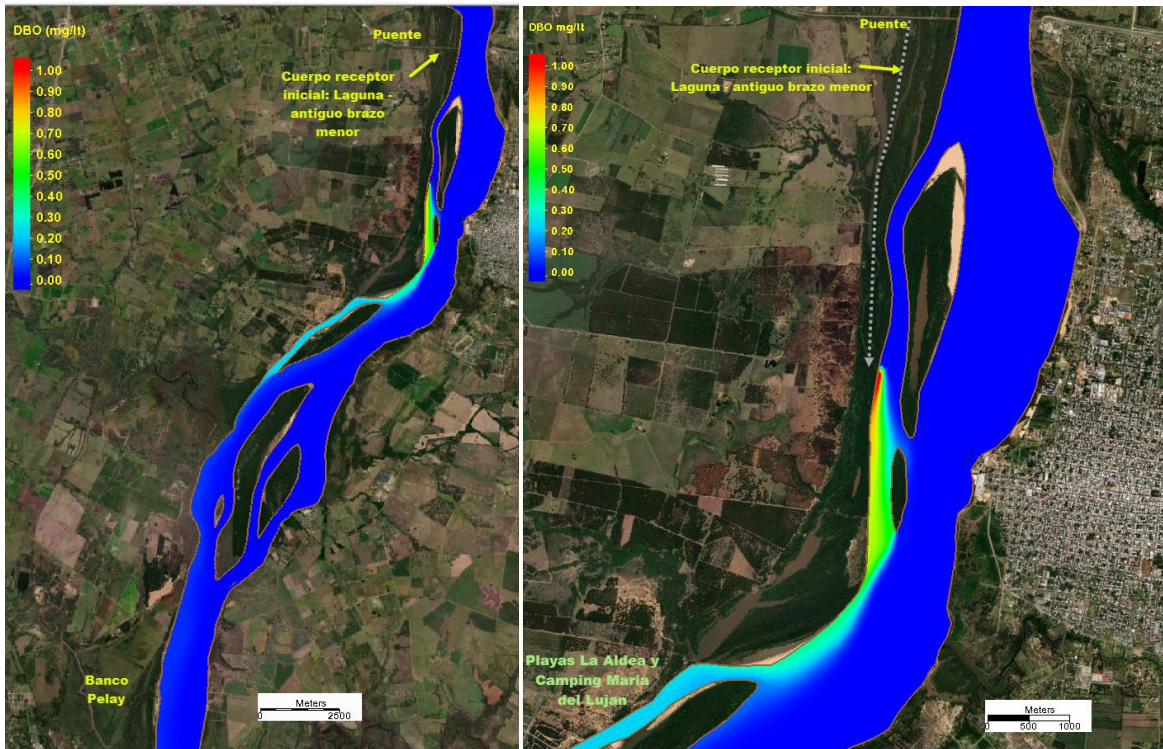 DBO (mg/lt)
1.00
0.90
0.80
0.70
0.60
0.50
0.40
0.30
0.20
0.10
0.00
Puente
Cuerpo receptor
inicial: Laguna -
antiguo brazo
menor
Banco
Pelay
Meters
0 2500
DBO mg/lt
1.00
0.90
0.80
0.70
0.60
0.50
0.40
0.30
0.20
0.10
0.00
Puente
Cuerpo receptor inicial:
Laguna - antiguo brazo menor
Playas La Aldea y
Camping Maria
del Lujan
Meters
0 500 1000